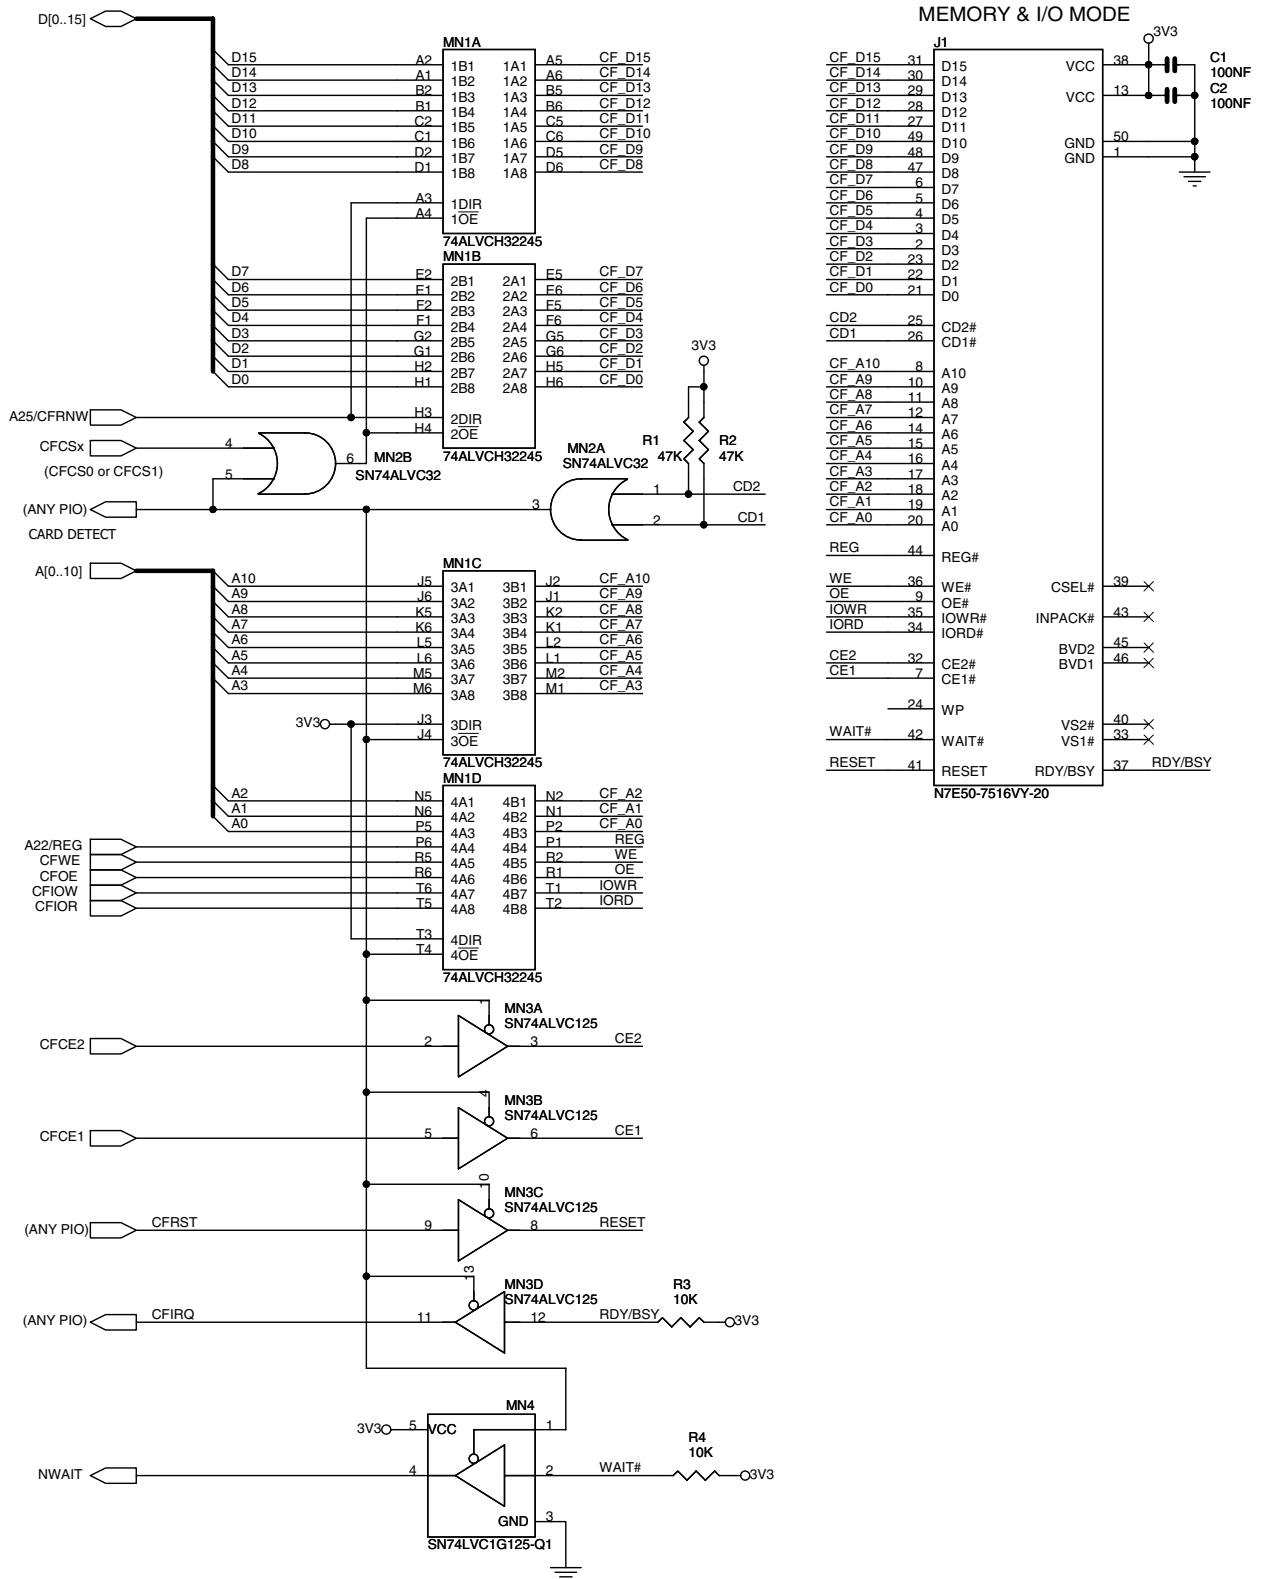 MEMORY & I/O MODE
D[0..15]
MN1A
D15 A2 1B1 1A1 A5 CF_D15
D14 A1 1B2 1A2 A6 CF_D14
D13 B2 1B3 1A3 B5 CF_D13
D12 B1 1B4 1A4 B6 CF_D12
D11 C2 1B5 1A5 C5 CF_D11
D10 C1 1B6 1A6 C6 CF_D10
D9 D2 1B7 1A7 D5 CF_D9
D8 D1 1B8 1A8 D6 CF_D8
A3 1DIR
A4 1OE
74ALVCH32245
MN1B
D7 E2 2B1 2A1 E5 CF_D7
D6 E1 2B2 2A2 E6 CF_D6
D5 F2 2B3 2A3 F5 CF_D5
D4 F1 2B4 2A4 F6 CF_D4
D3 G2 2B5 2A5 G5 CF_D3
D2 G1 2B6 2A6 G6 CF_D2
D1 H2 2B7 2A7 H5 CF_D1
D0 H1 2B8 2A8 H6 CF_D0
A25/CFRNW H3 2DIR
H4 2OE
74ALVCH32245
CFCSx 4
(CFCS0 or CFCS1)
5
6 MN2B
SN74ALVC32
3V3
R1
47K
R2
47K
MN2A
SN74ALVC32
1 CD2
2 CD1
3
(ANY PIO)
CARD DETECT
A[0..10]
MN1C
A10 J5 3A1 3B1 J2 CF_A10
A9 J6 3A2 3B2 J1 CF_A9
A8 K5 3A3 3B3 K2 CF_A8
A7 K6 3A4 3B4 K1 CF_A7
A6 L5 3A5 3B5 L2 CF_A6
A5 L6 3A6 3B6 L1 CF_A5
A4 M5 3A7 3B7 M2 CF_A4
A3 M6 3A8 3B8 M1 CF_A3
3V3 J3 3DIR
J4 3OE
74ALVCH32245
MN1D
A2 N5 4A1 4B1 N2 CF_A2
A1 N6 4A2 4B2 N1 CF_A1
A0 P5 4A3 4B3 P2 CF_A0
A22/REG P6 4A4 4B4 P1 REG
CFWE R5 4A5 4B5 R2 WE
CFOE R6 4A6 4B6 R1 OE
CFIOW T6 4A7 4B7 T1 IOWR
CFIOR T5 4A8 4B8 T2 IORD
T3 4DIR
T4 4OE
74ALVCH32245
1 MN3A
SN74ALVC125
CFCE2 2 3 CE2
4 MN3B
SN74ALVC125
CFCE1 5 6 CE1
10 MN3C
SN74ALVC125
(ANY PIO) CFRST 9 8 RESET
13 MN3D
SN74ALVC125
R3
10K
(ANY PIO) CFIRQ 11 12 RDY/BSY 3V3
MN4
3V3 5 VCC 1
R4
10K
NWAIT 4 2 WAIT# 3V3
GND 3
SN74LVC1G125-Q1
J1
CF_D15 31 D15
CF_D14 30 D14
CF_D13 29 D13
CF_D12 28 D12
CF_D11 27 D11
CF_D10 49 D10
CF_D9 48 D9
CF_D8 47 D8
CF_D7 6 D7
CF_D6 5 D6
CF_D5 4 D5
CF_D4 3 D4
CF_D3 2 D3
CF_D2 23 D2
CF_D1 22 D1
CF_D0 21 D0
CD2 25 CD2#
CD1 26 CD1#
CF_A10 8 A10
CF_A9 10 A9
CF_A8 11 A8
CF_A7 12 A7
CF_A6 14 A6
CF_A5 15 A5
CF_A4 16 A4
CF_A3 17 A3
CF_A2 18 A2
CF_A1 19 A1
CF_A0 20 A0
REG 44 REG#
WE 36 WE#
OE 9 OE#
IOWR 35 IOWR#
IORD 34 IORD#
CE2 32 CE2#
CE1 7 CE1#
24 WP
WAIT# 42 WAIT#
RESET 41 RESET
3V3
VCC 38
C1
100NF
VCC 13
C2
100NF
GND 50
GND 1
CSEL# 39
INPACK# 43
BVD2 45
BVD1 46
VS2# 40
VS1# 33
RDY/BSY 37 RDY/BSY
N7E50-7516VY-20